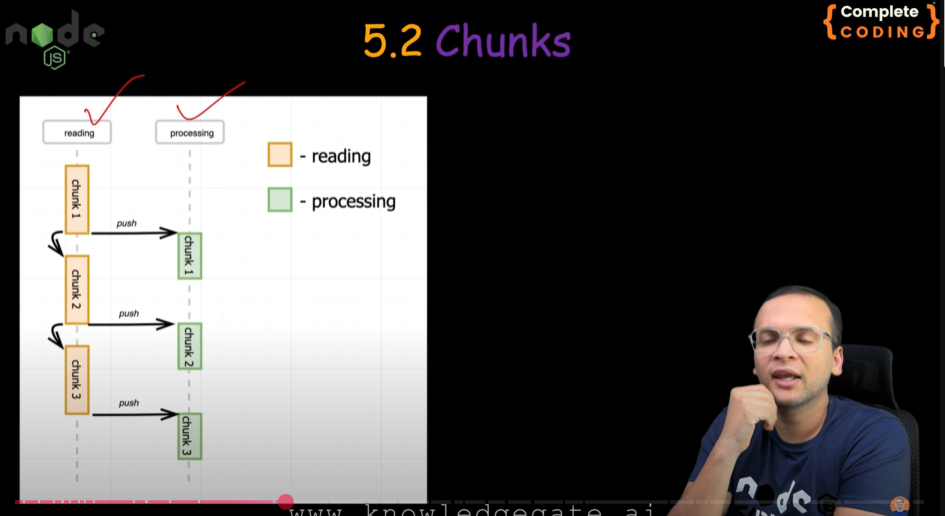 node
JS
5.2 Chunks
Complete
{CODING}
reading
processing
- reading
- processing
chunk 1
push
chunk 1
chunk 2
push
chunk 2
chunk 3
push
chunk 3
node
www.knowledgegate.ai